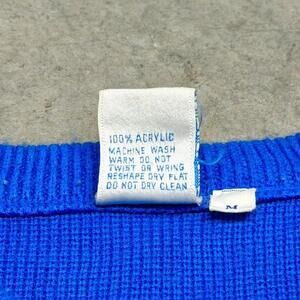 100% ACRYLIC
MACHINE WASH
WARM DO NOT
TWIST OR WRING
RESHAPE DRY FLAT
DO NOT DRY CLEAN
M